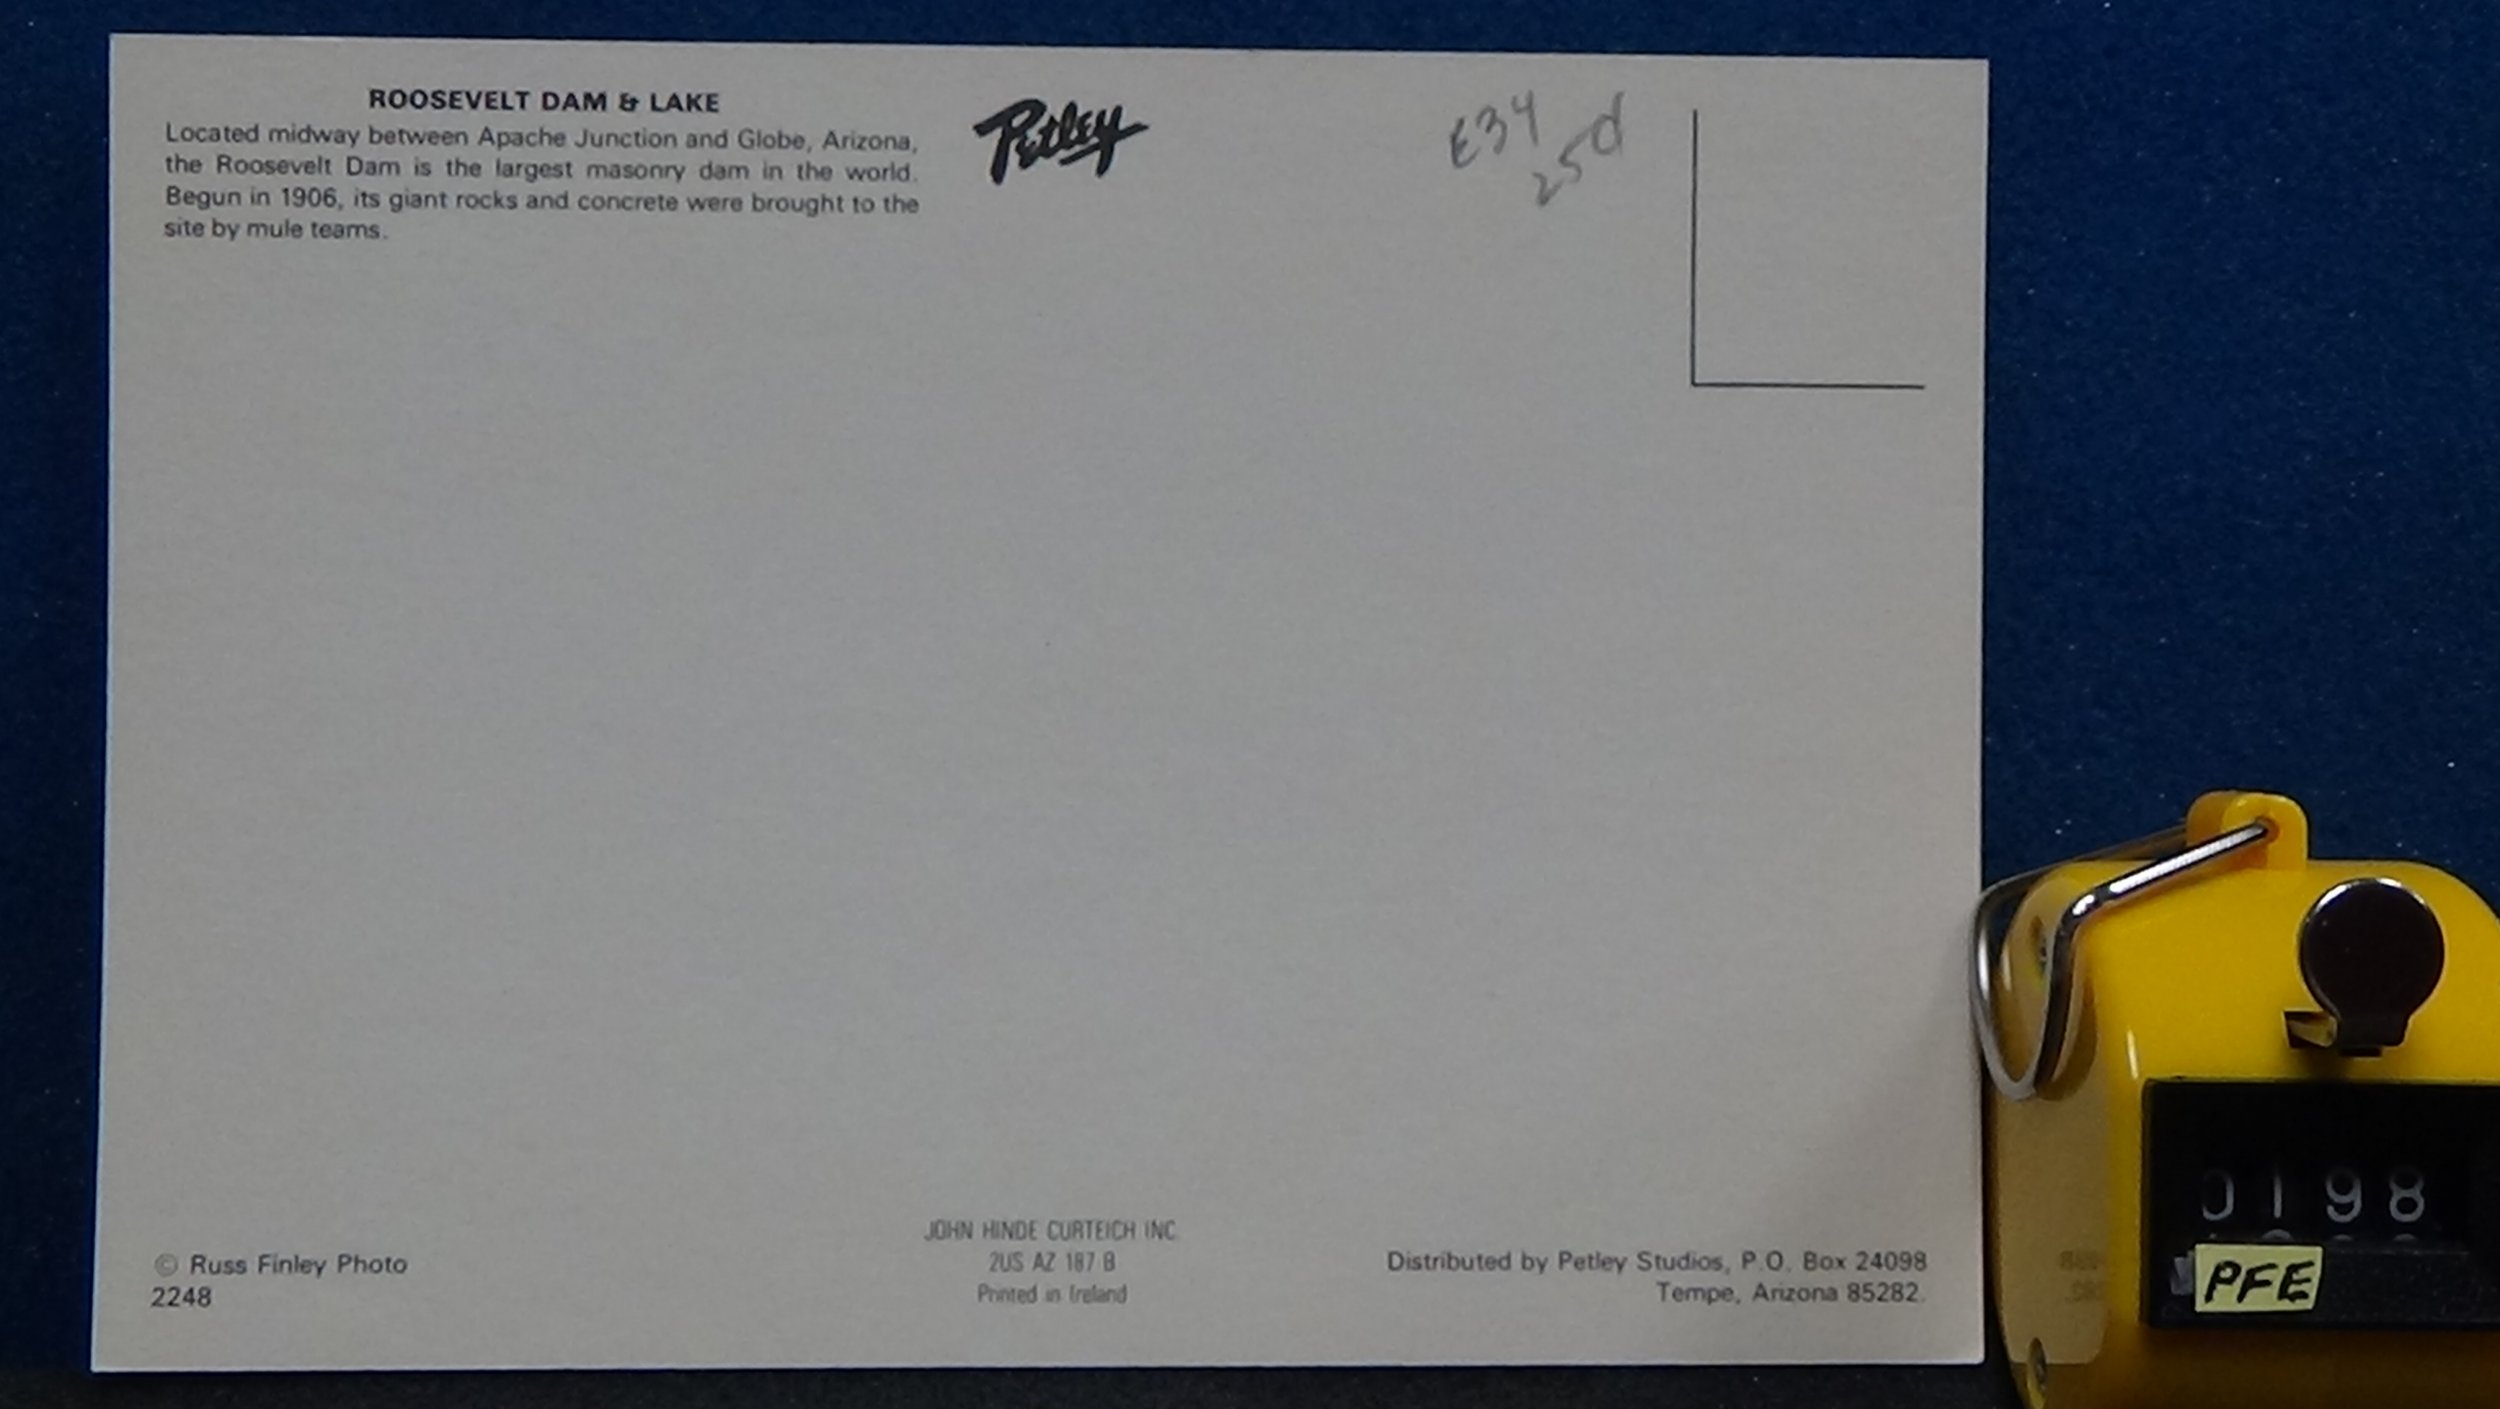 ROOSEVELT DAM & LAKE
Located midway between Apache Junction and Globe, Arizona,
the Roosevelt Dam is the largest masonry dam in the world.
Begun in 1906, its giant rocks and concrete were brought to the
site by mule teams.
Petley
E34
25d
© Russ Finley Photo
2248
JOHN HINDE CURTEICH INC.
2US AZ 187 B
Printed in Ireland
Distributed by Petley Studios, P.O. Box 24098
Tempe, Arizona 85282.
0198
PFE